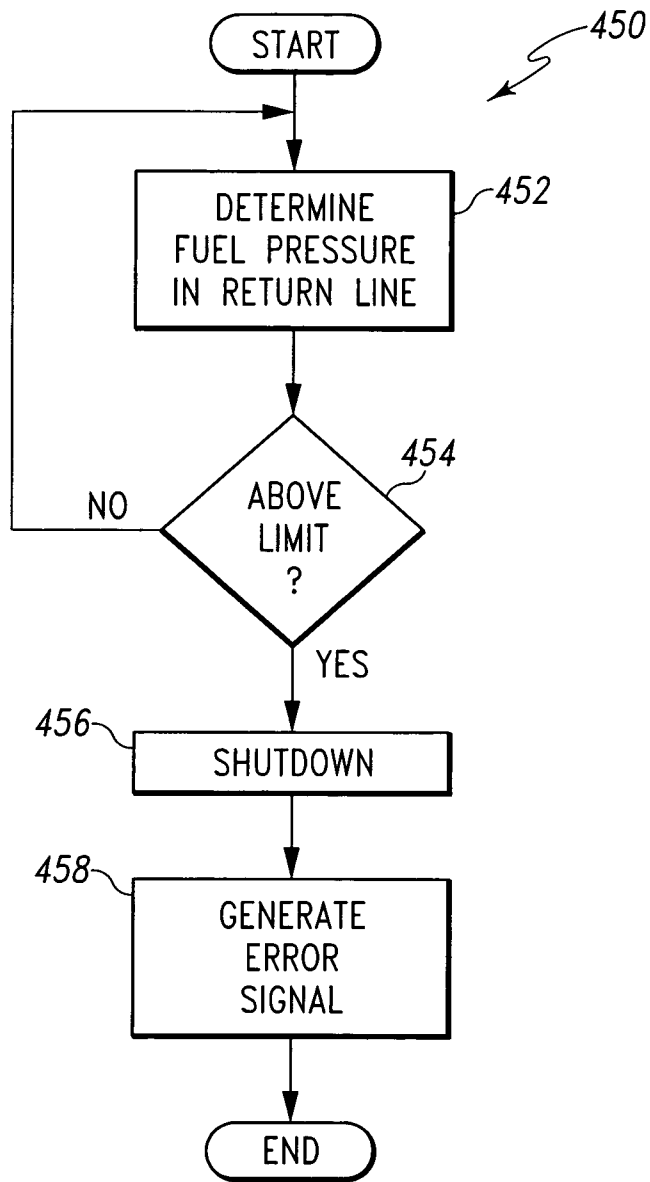 START
450
DETERMINE
FUEL PRESSURE
IN RETURN LINE
452
ABOVE
LIMIT
?
454
NO
YES
456
SHUTDOWN
458
GENERATE
ERROR
SIGNAL
END